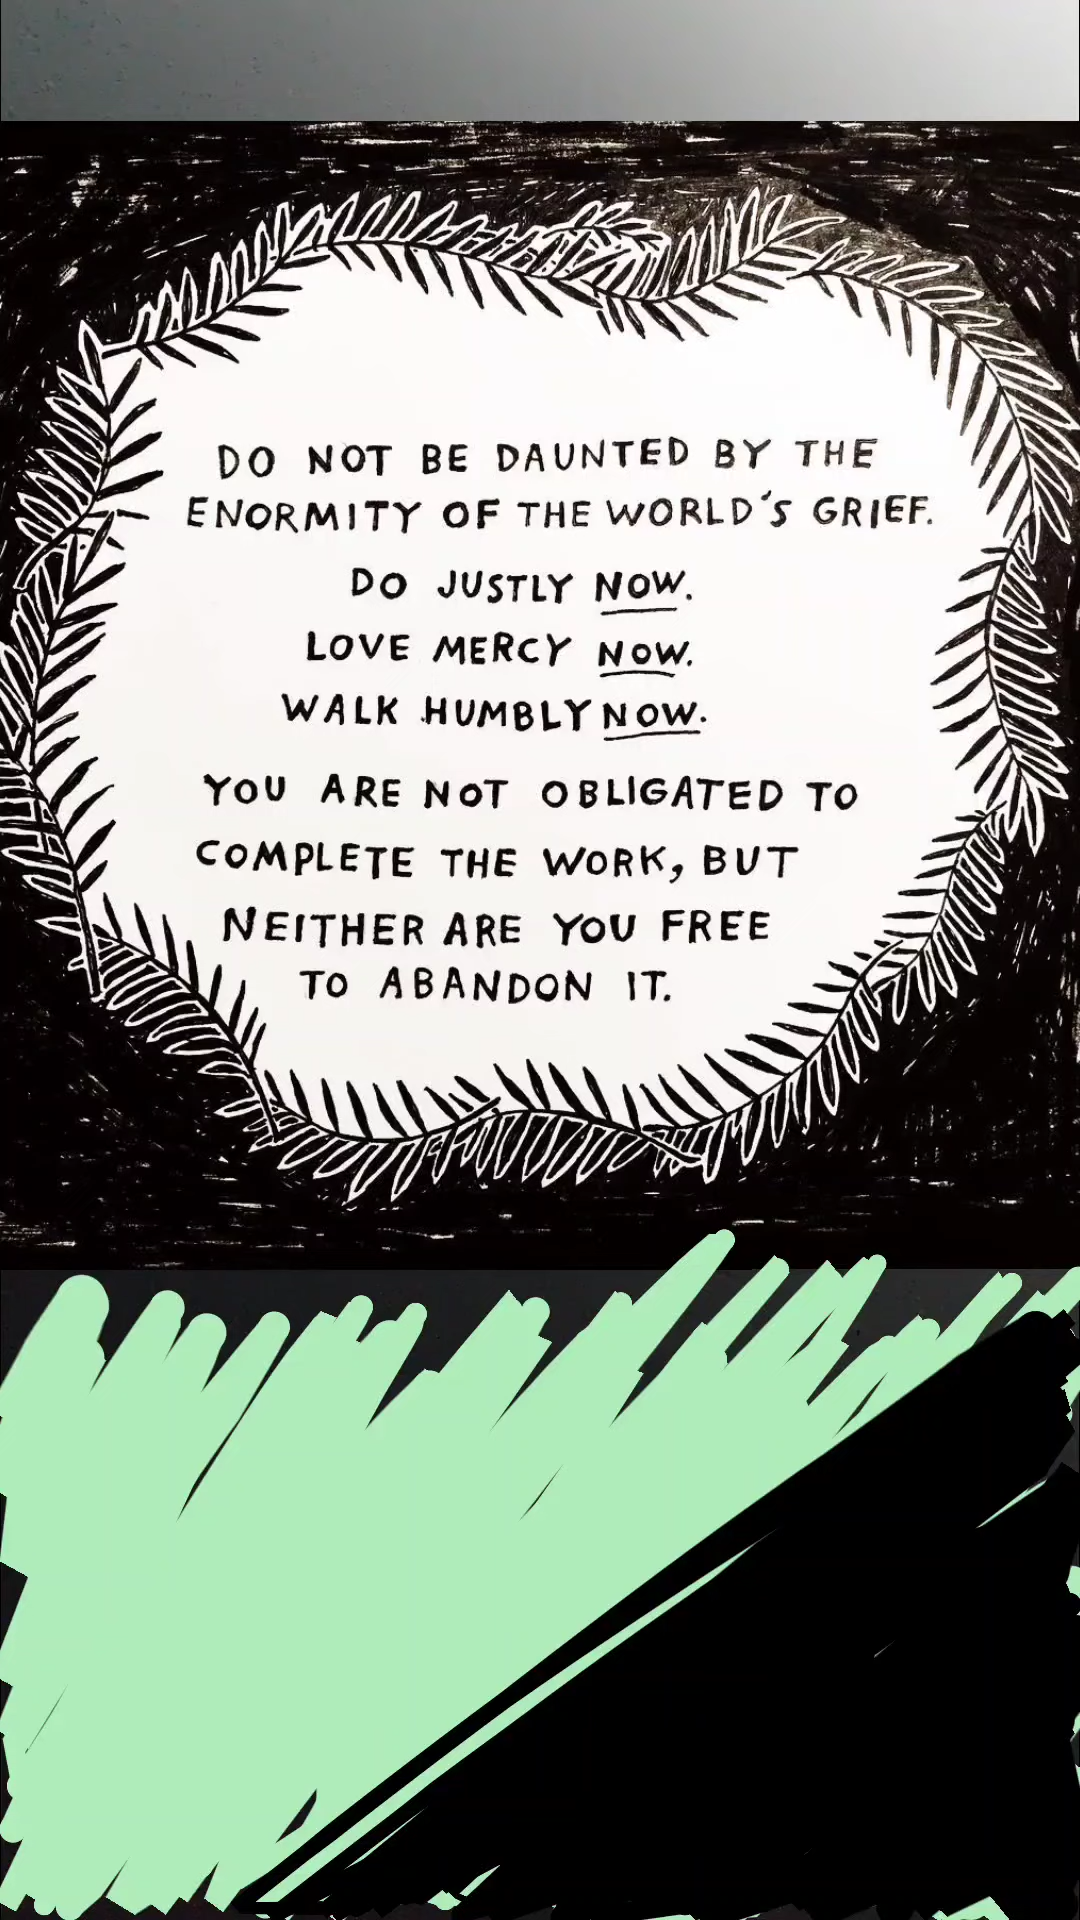 DO NOT BE DAUNTED BY THE
ENORMITY OF THE WORLD'S GRIEF.
DO JUSTLY NOW.
LOVE MERCY NOW.
WALK HUMBLY NOW.
YOU ARE NOT OBLIGATED TO
COMPLETE THE WORK, BUT
NEITHER ARE YOU FREE
TO ABANDON IT.